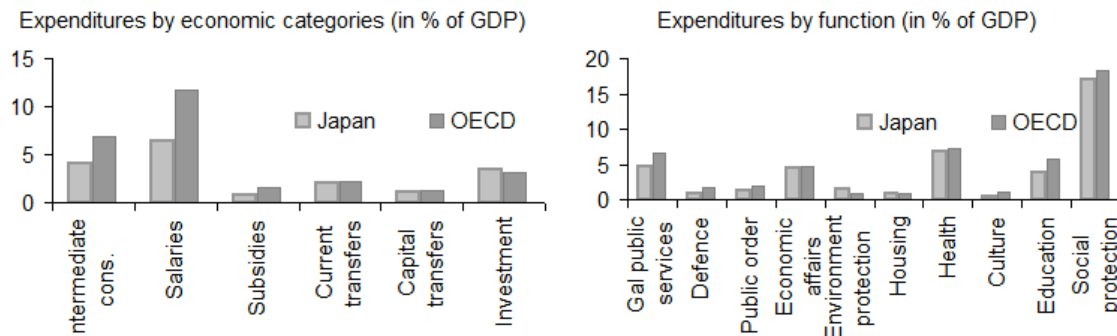 Expenditures by economic categories (in % of GDP)
15
10
5
0
Japan
OECD
ntermediate
cons.
Salaries
Subsidies
Current
transfers
Capital
transfers
Investment
Expenditures by function (in % of GDP)
20
15
10
5
0
Japan
OECD
Gal public
services
Defence
Public order
Economic
affairs
Environment
protection
Housing
Health
Culture
Education
Social
protection